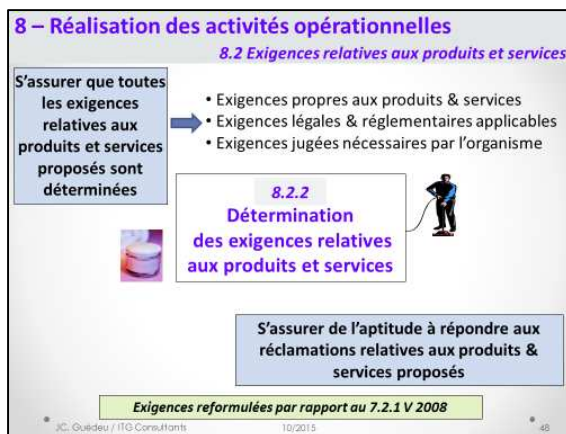 8 – Réalisation des activités opérationnelles
8.2 Exigences relatives aux produits et services
S'assurer que toutes
les exigences
relatives aux
produits et services
proposés sont
déterminées
• Exigences propres aux produits & services
• Exigences légales & réglementaires applicables
• Exigences jugées nécessaires par l'organisme
8.2.2
Détermination
des exigences relatives
aux produits et services
S'assurer de l'aptitude à répondre aux
réclamations relatives aux produits &
services proposés
Exigences reformulées par rapport au 7.2.1 V 2008
JC. Guédeu / ITG Consultants 10/2015 48